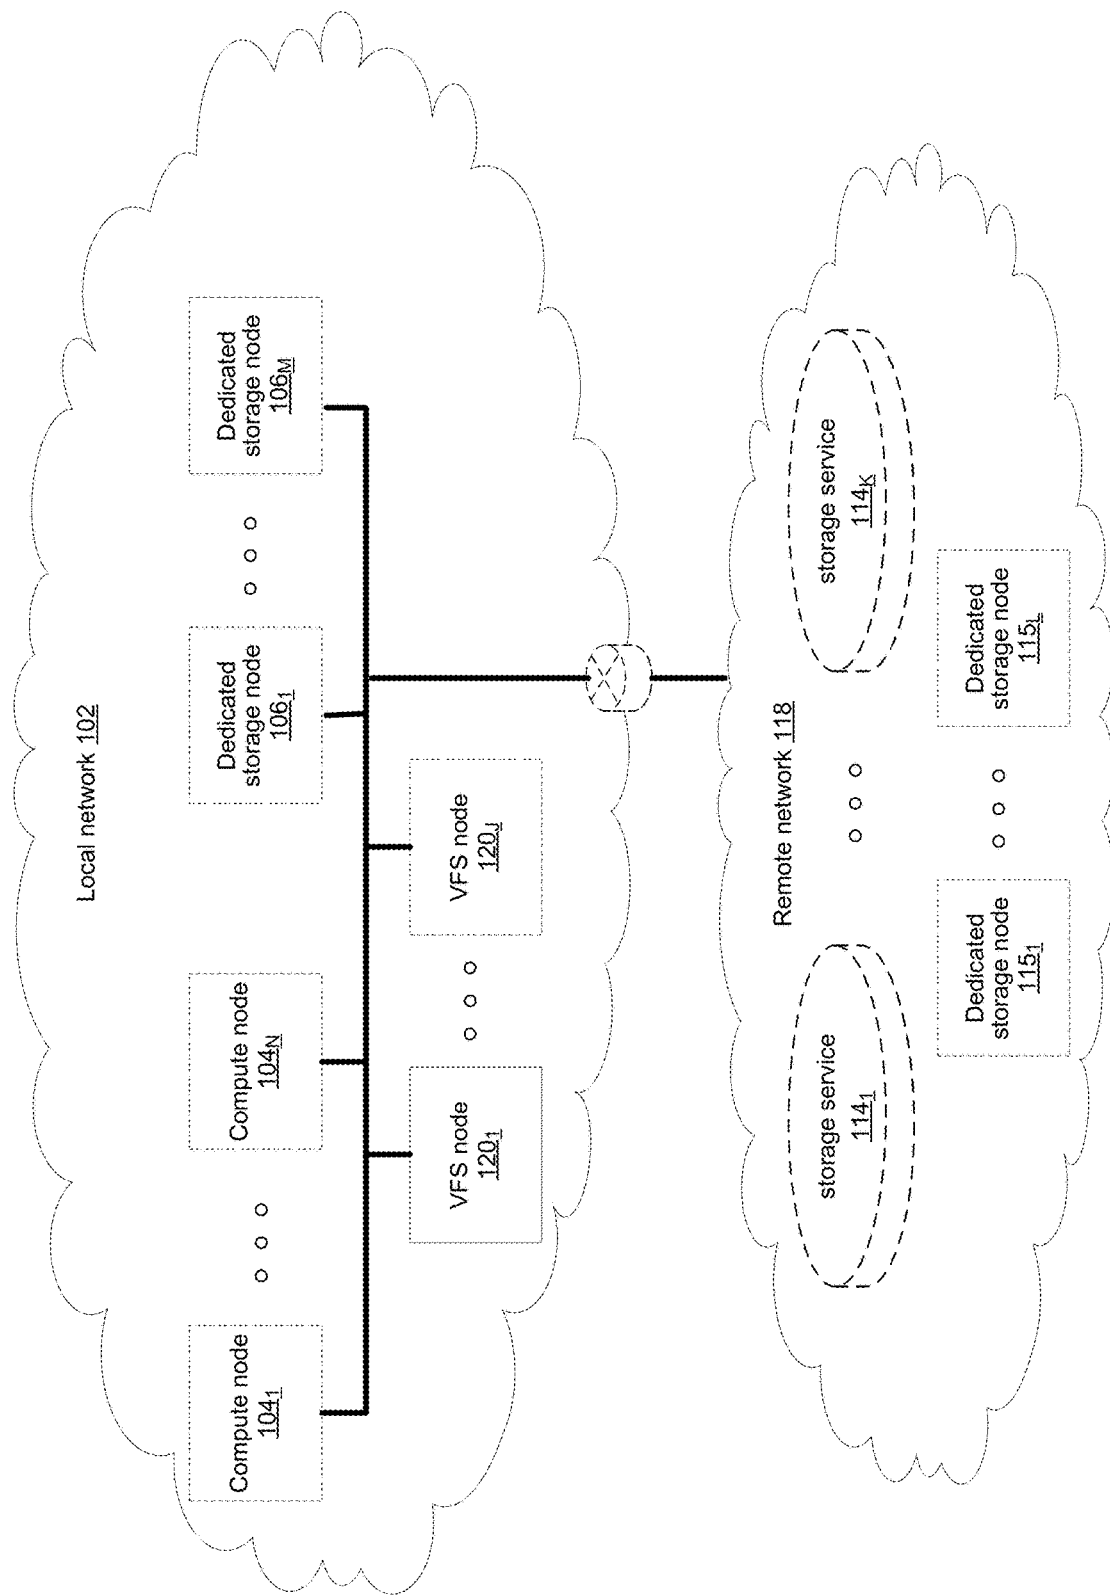 Local network 102
Compute node
104₁
Compute node
104N
Dedicated
storage node
106₁
Dedicated
storage node
106M
VFS node
120₁
VFS node
120J
Remote network 118
storage service
114₁
storage service
114K
Dedicated
storage node
115₁
Dedicated
storage node
115L